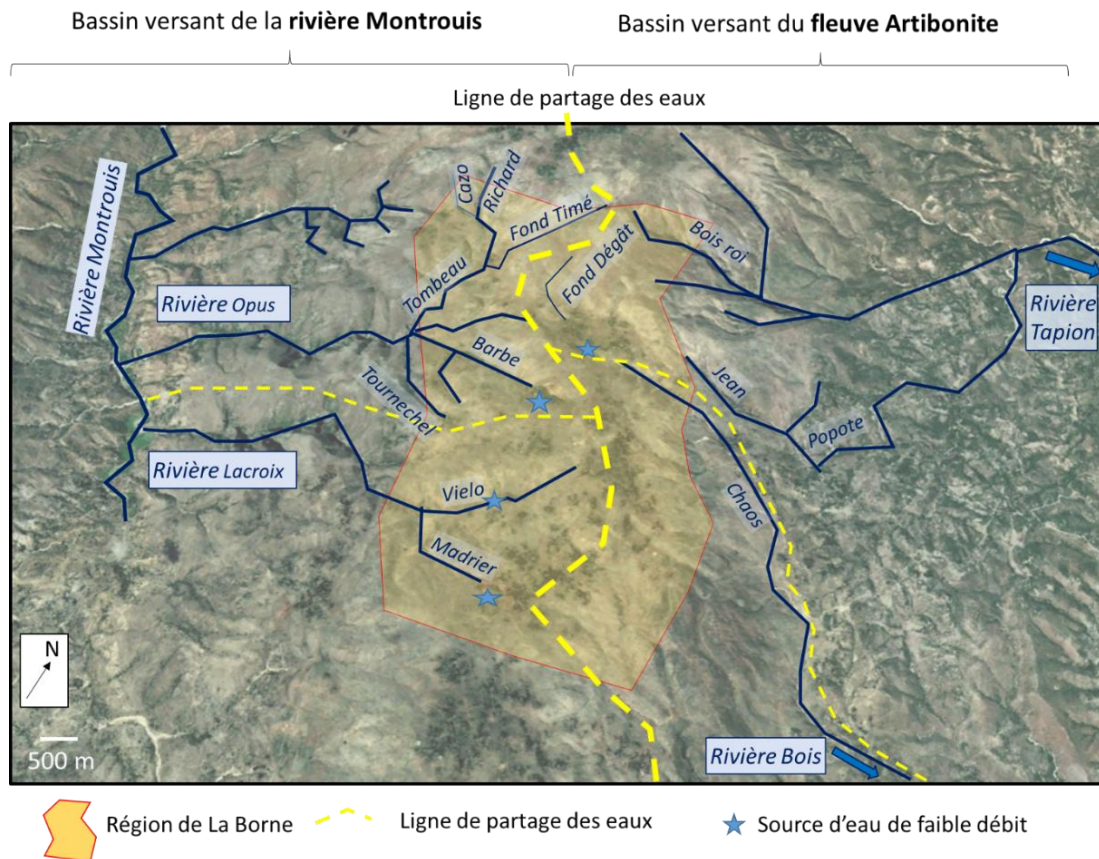 Bassin versant de la rivière Montrouis
Bassin versant du fleuve Artibonite
Ligne de partage des eaux
Rivière Montrouis
Cazo
Richard
Fond Timé
Bois roi
Fond Dégât
Tombeau
Rivière Opus
Rivière
Tapion
Barbe
Jean
Tournechel
Popote
Rivière Lacroix
Vielo
Chaos
Madrier
N
500 m
Rivière Bois
Région de La Borne
Ligne de partage des eaux
Source d'eau de faible débit